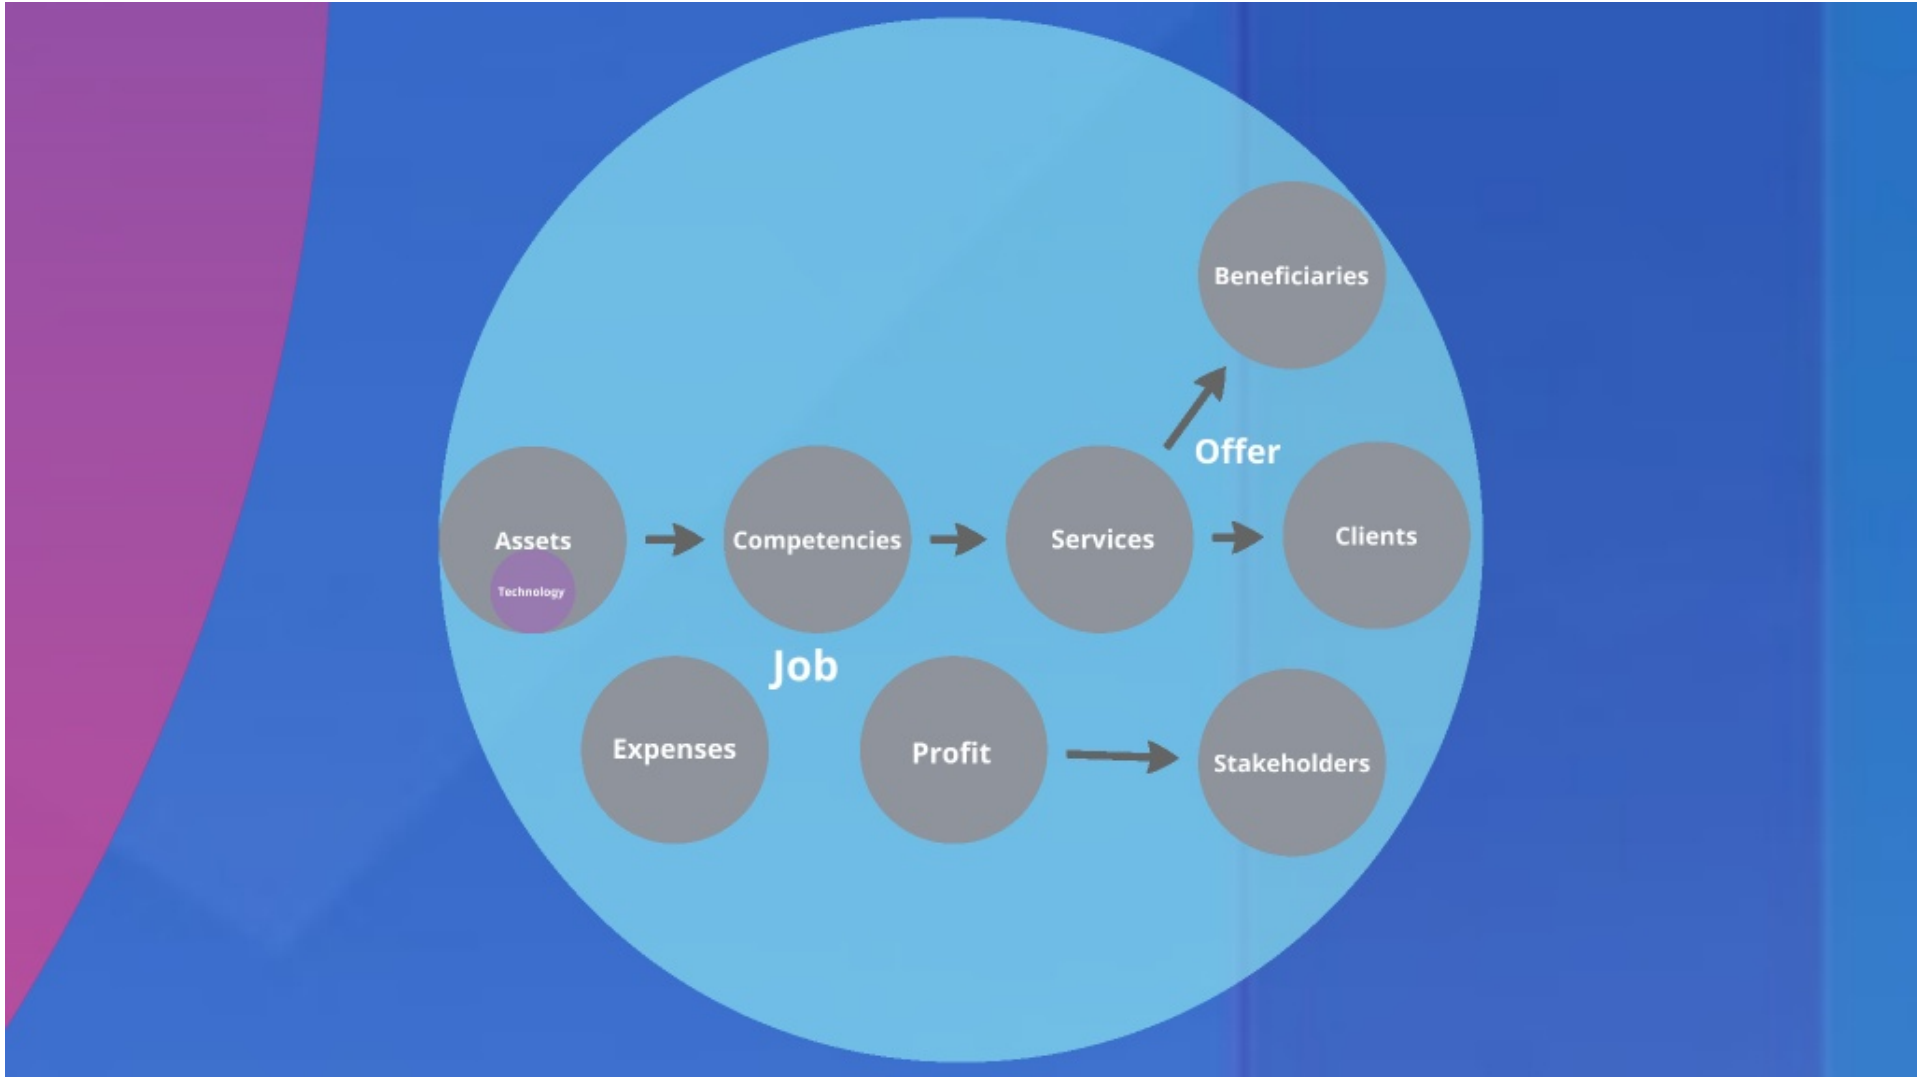 Beneficiaries
Offer
Assets
Technology
Competencies
Services
Clients
Job
Expenses
Profit
Stakeholders